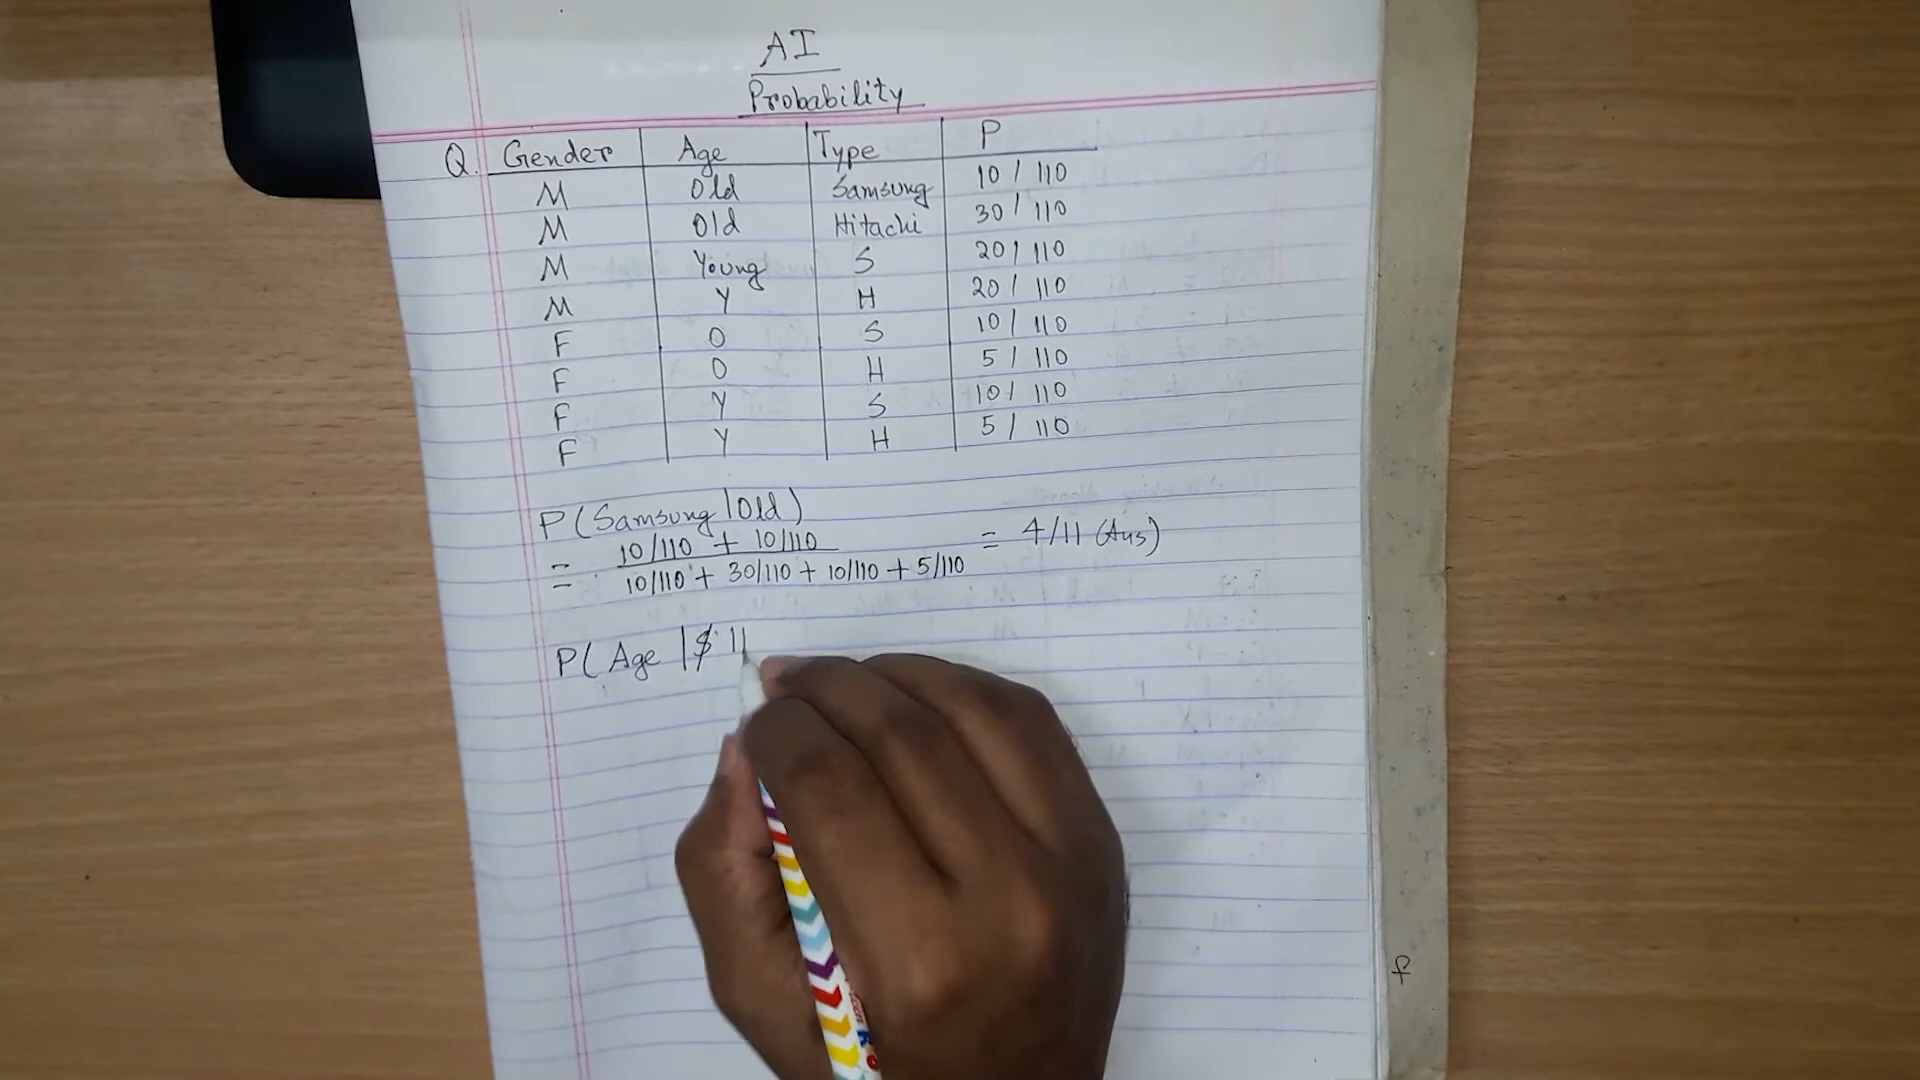 AI
Probability
Q. Gender Age Type P
M Old Samsung 10 / 110
M Old Hitachi 30 / 110
M Young S 20 / 110
M Y H 20 / 110
F O S 10 / 110
F O H 5 / 110
F Y S 10 / 110
F Y H 5 / 110
P(Samsung | Old)
= 10/110 + 10/110 = 4/11 (Ans)
10/110 + 30/110 + 10/110 + 5/110
P( Age |
f